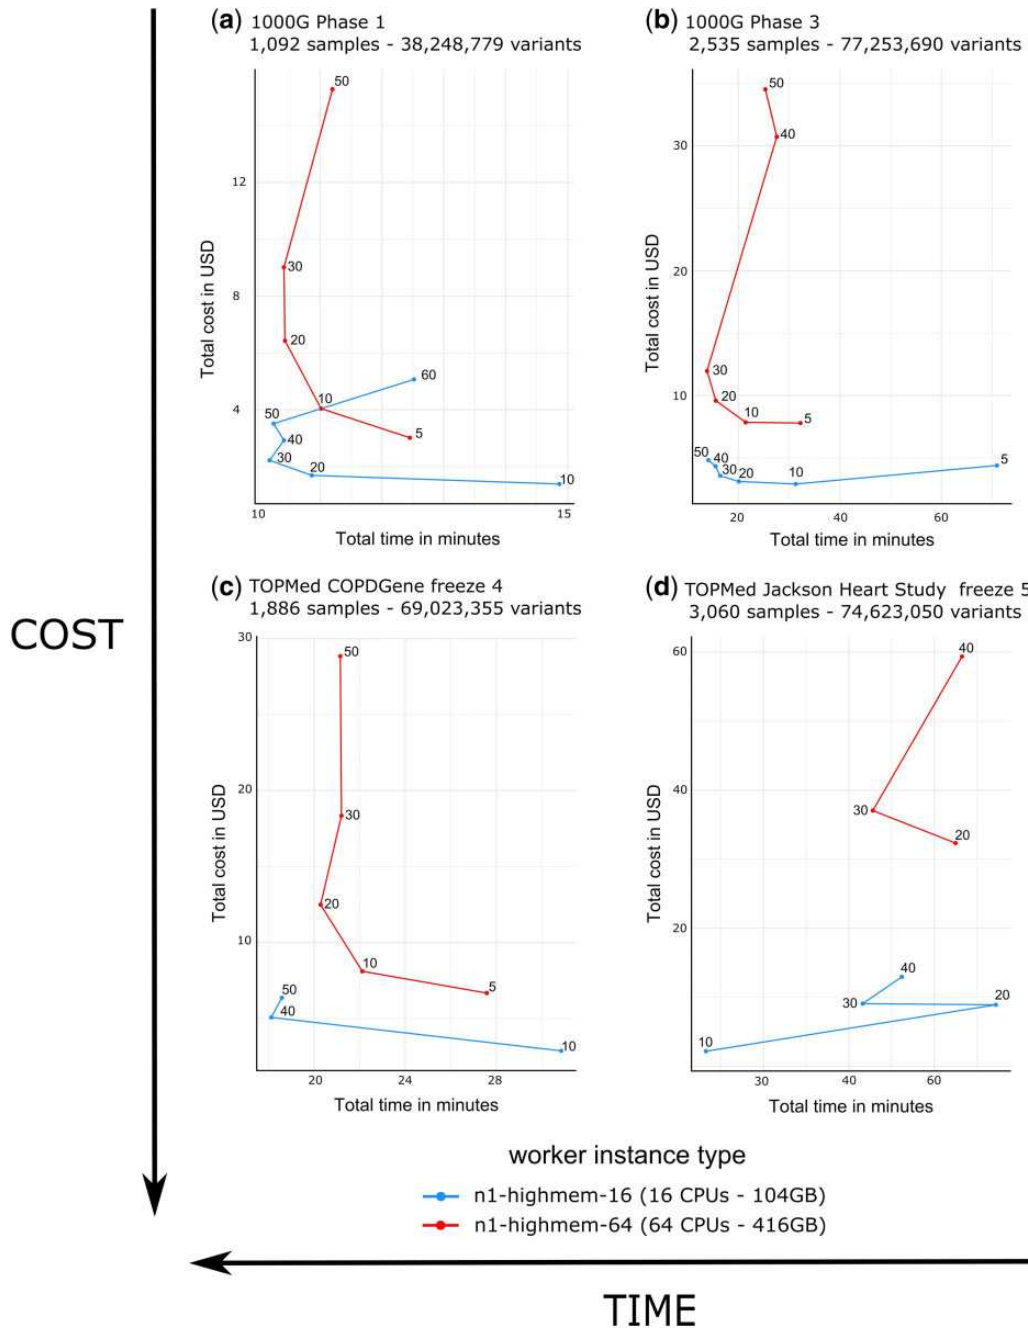 (a) 1000G Phase 1
1,092 samples - 38,248,779 variants
Total cost in USD
12
8
4
50
30
20
10
5
60
50
40
30
20
10
10
15
Total time in minutes
(b) 1000G Phase 3
2,535 samples - 77,253,690 variants
Total cost in USD
30
20
10
50
40
30
20
10
5
50
40
30
20
10
5
20
40
60
Total time in minutes
COST
(c) TOPMed COPDGene freeze 4
1,886 samples - 69,023,355 variants
Total cost in USD
30
20
10
50
30
20
10
5
50
40
10
20
24
28
Total time in minutes
(d) TOPMed Jackson Heart Study freeze 5
3,060 samples - 74,623,050 variants
Total cost in USD
60
40
20
40
30
20
40
30
20
10
30
40
60
Total time in minutes
worker instance type
n1-highmem-16 (16 CPUs - 104GB)
n1-highmem-64 (64 CPUs - 416GB)
TIME